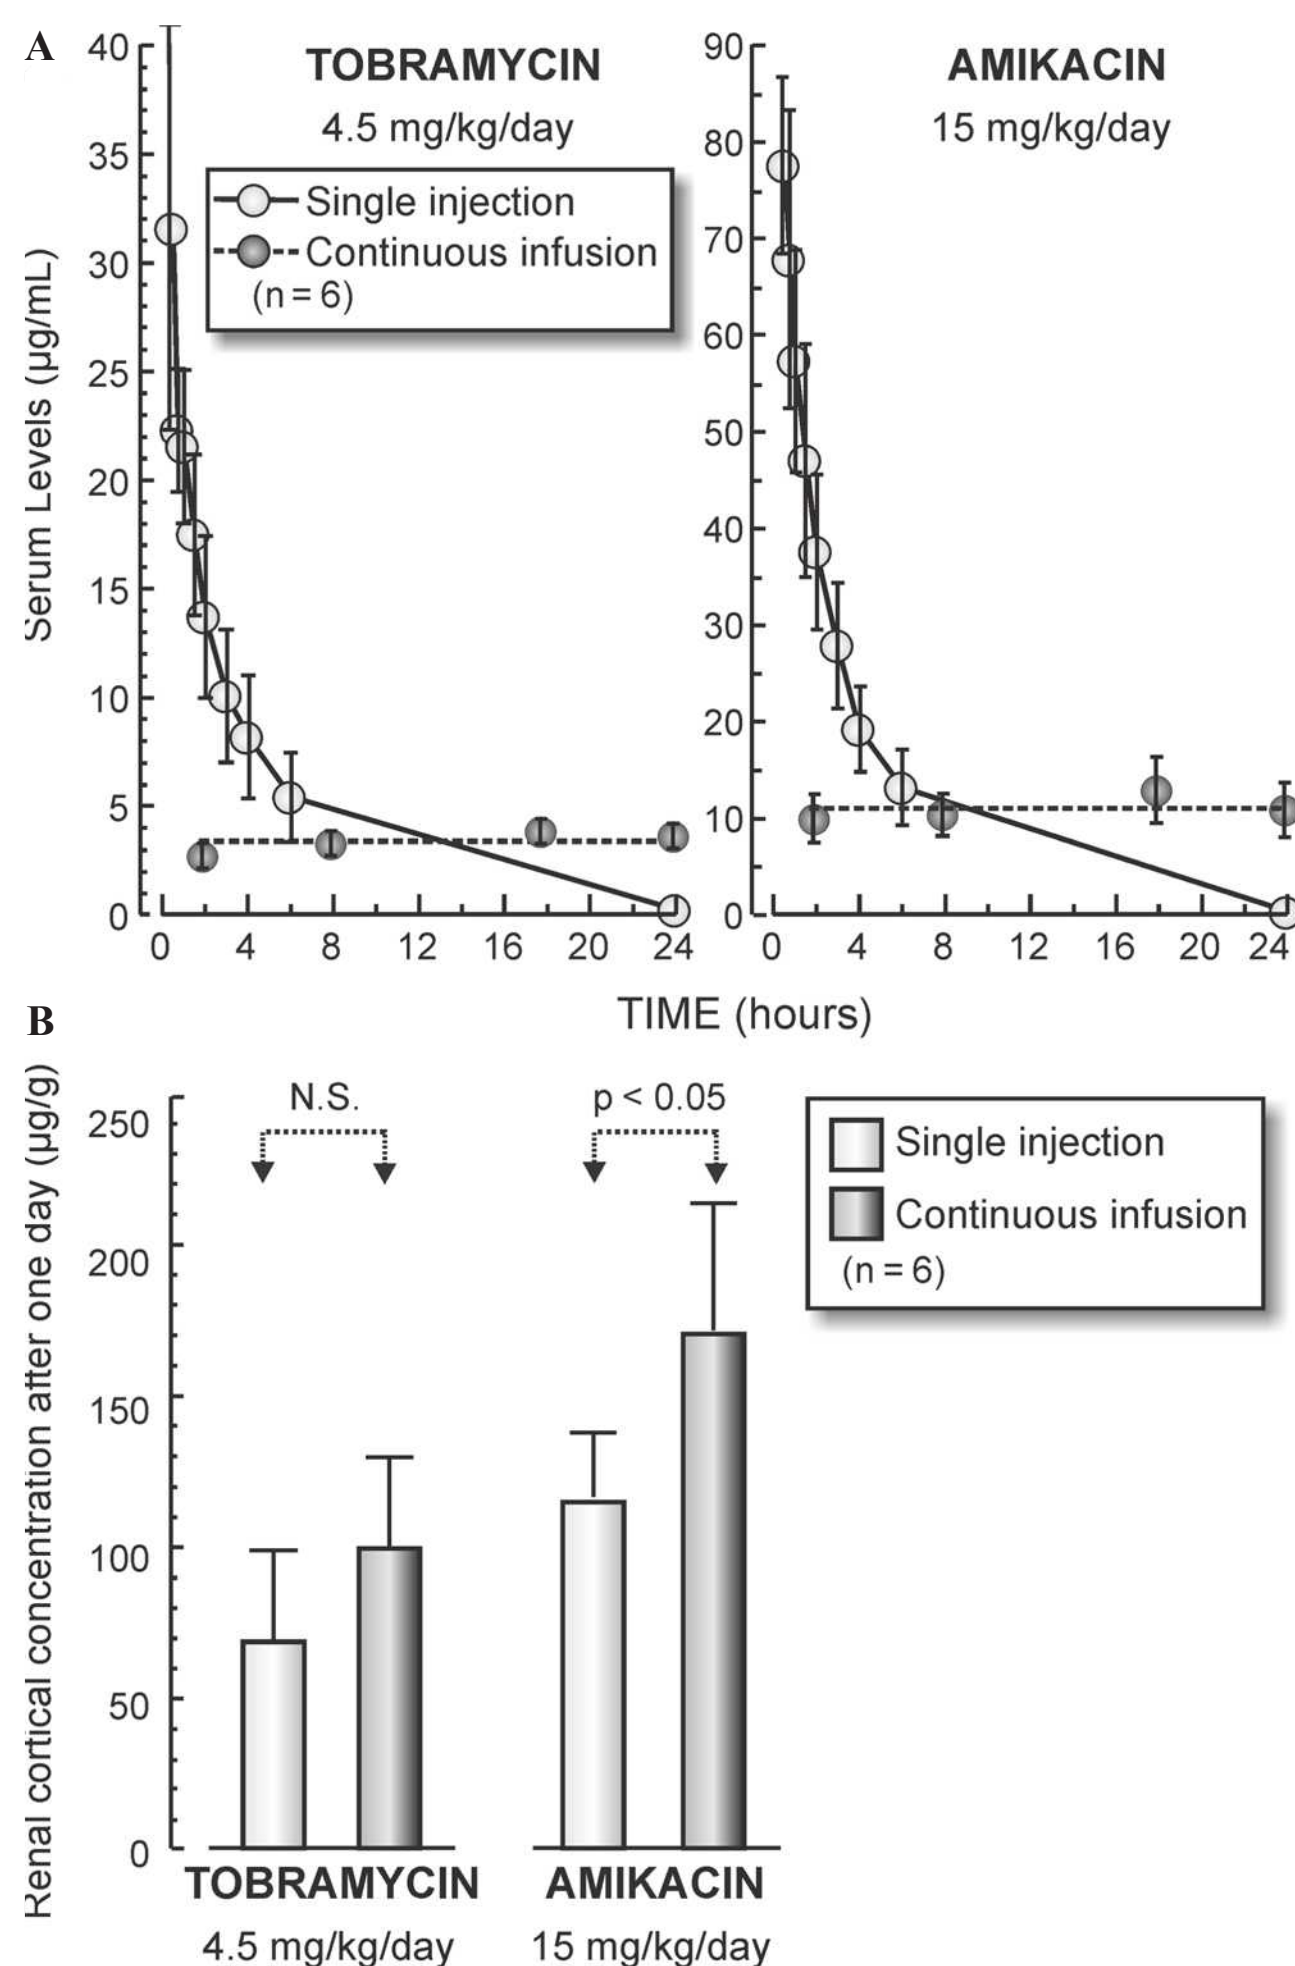 A
TOBRAMYCIN
4.5 mg/kg/day
Single injection
Continuous infusion
(n = 6)
Serum Levels (µg/mL)
40
35
30
25
20
15
10
5
0
0 4 8 12 16 20 24
AMIKACIN
15 mg/kg/day
90
80
70
60
50
40
30
20
10
0
0 4 8 12 16 20 24
TIME (hours)
B
Renal cortical concentration after one day (µg/g)
250
200
150
100
50
0
N.S.
p < 0.05
Single injection
Continuous infusion
(n = 6)
TOBRAMYCIN
4.5 mg/kg/day
AMIKACIN
15 mg/kg/day